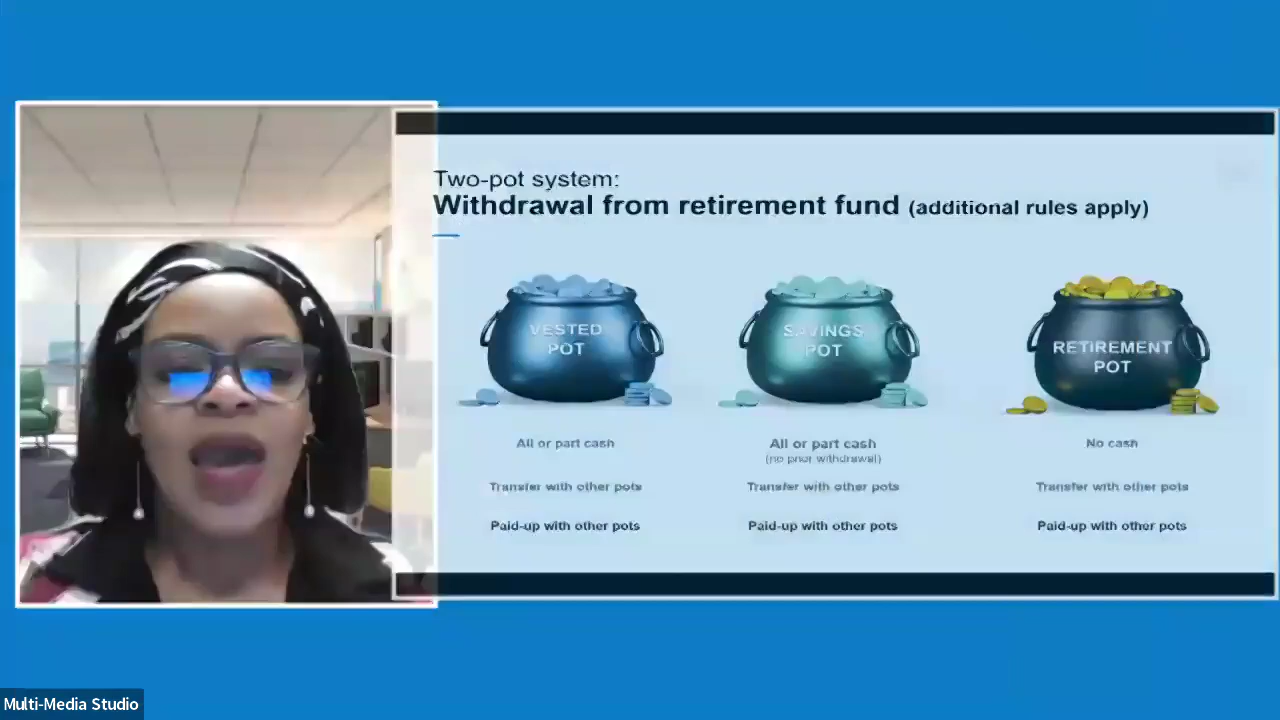 Two-pot system:
Withdrawal from retirement fund (additional rules apply)
VESTED
POT
SAVINGS
POT
RETIREMENT
POT
All or part cash
All or part cash
(no prior withdrawal)
No cash
Transfer with other pots
Transfer with other pots
Transfer with other pots
Paid-up with other pots
Paid-up with other pots
Paid-up with other pots
Multi-Media Studio